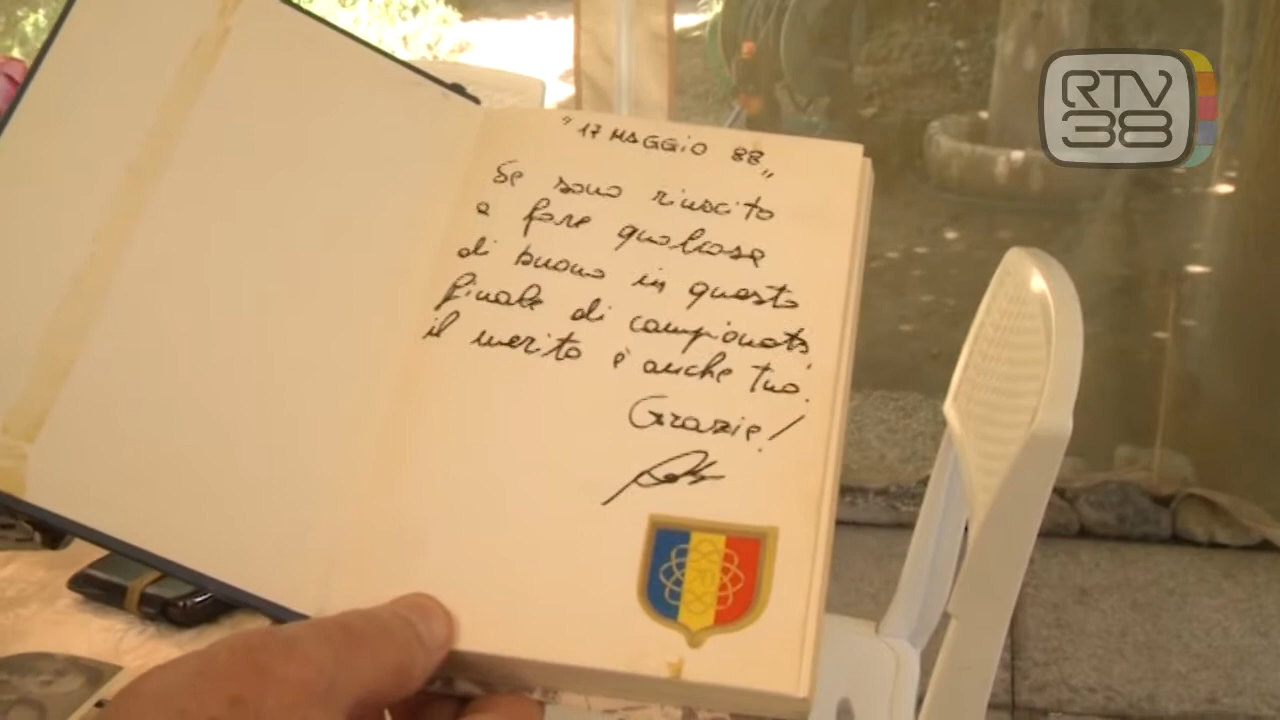 RTV
38
"17 MAGGIO 88"
Se sono riuscito
a fare qualcosa
di buono in questo
finale di campionato
il merito è anche tuo.
Grazie!